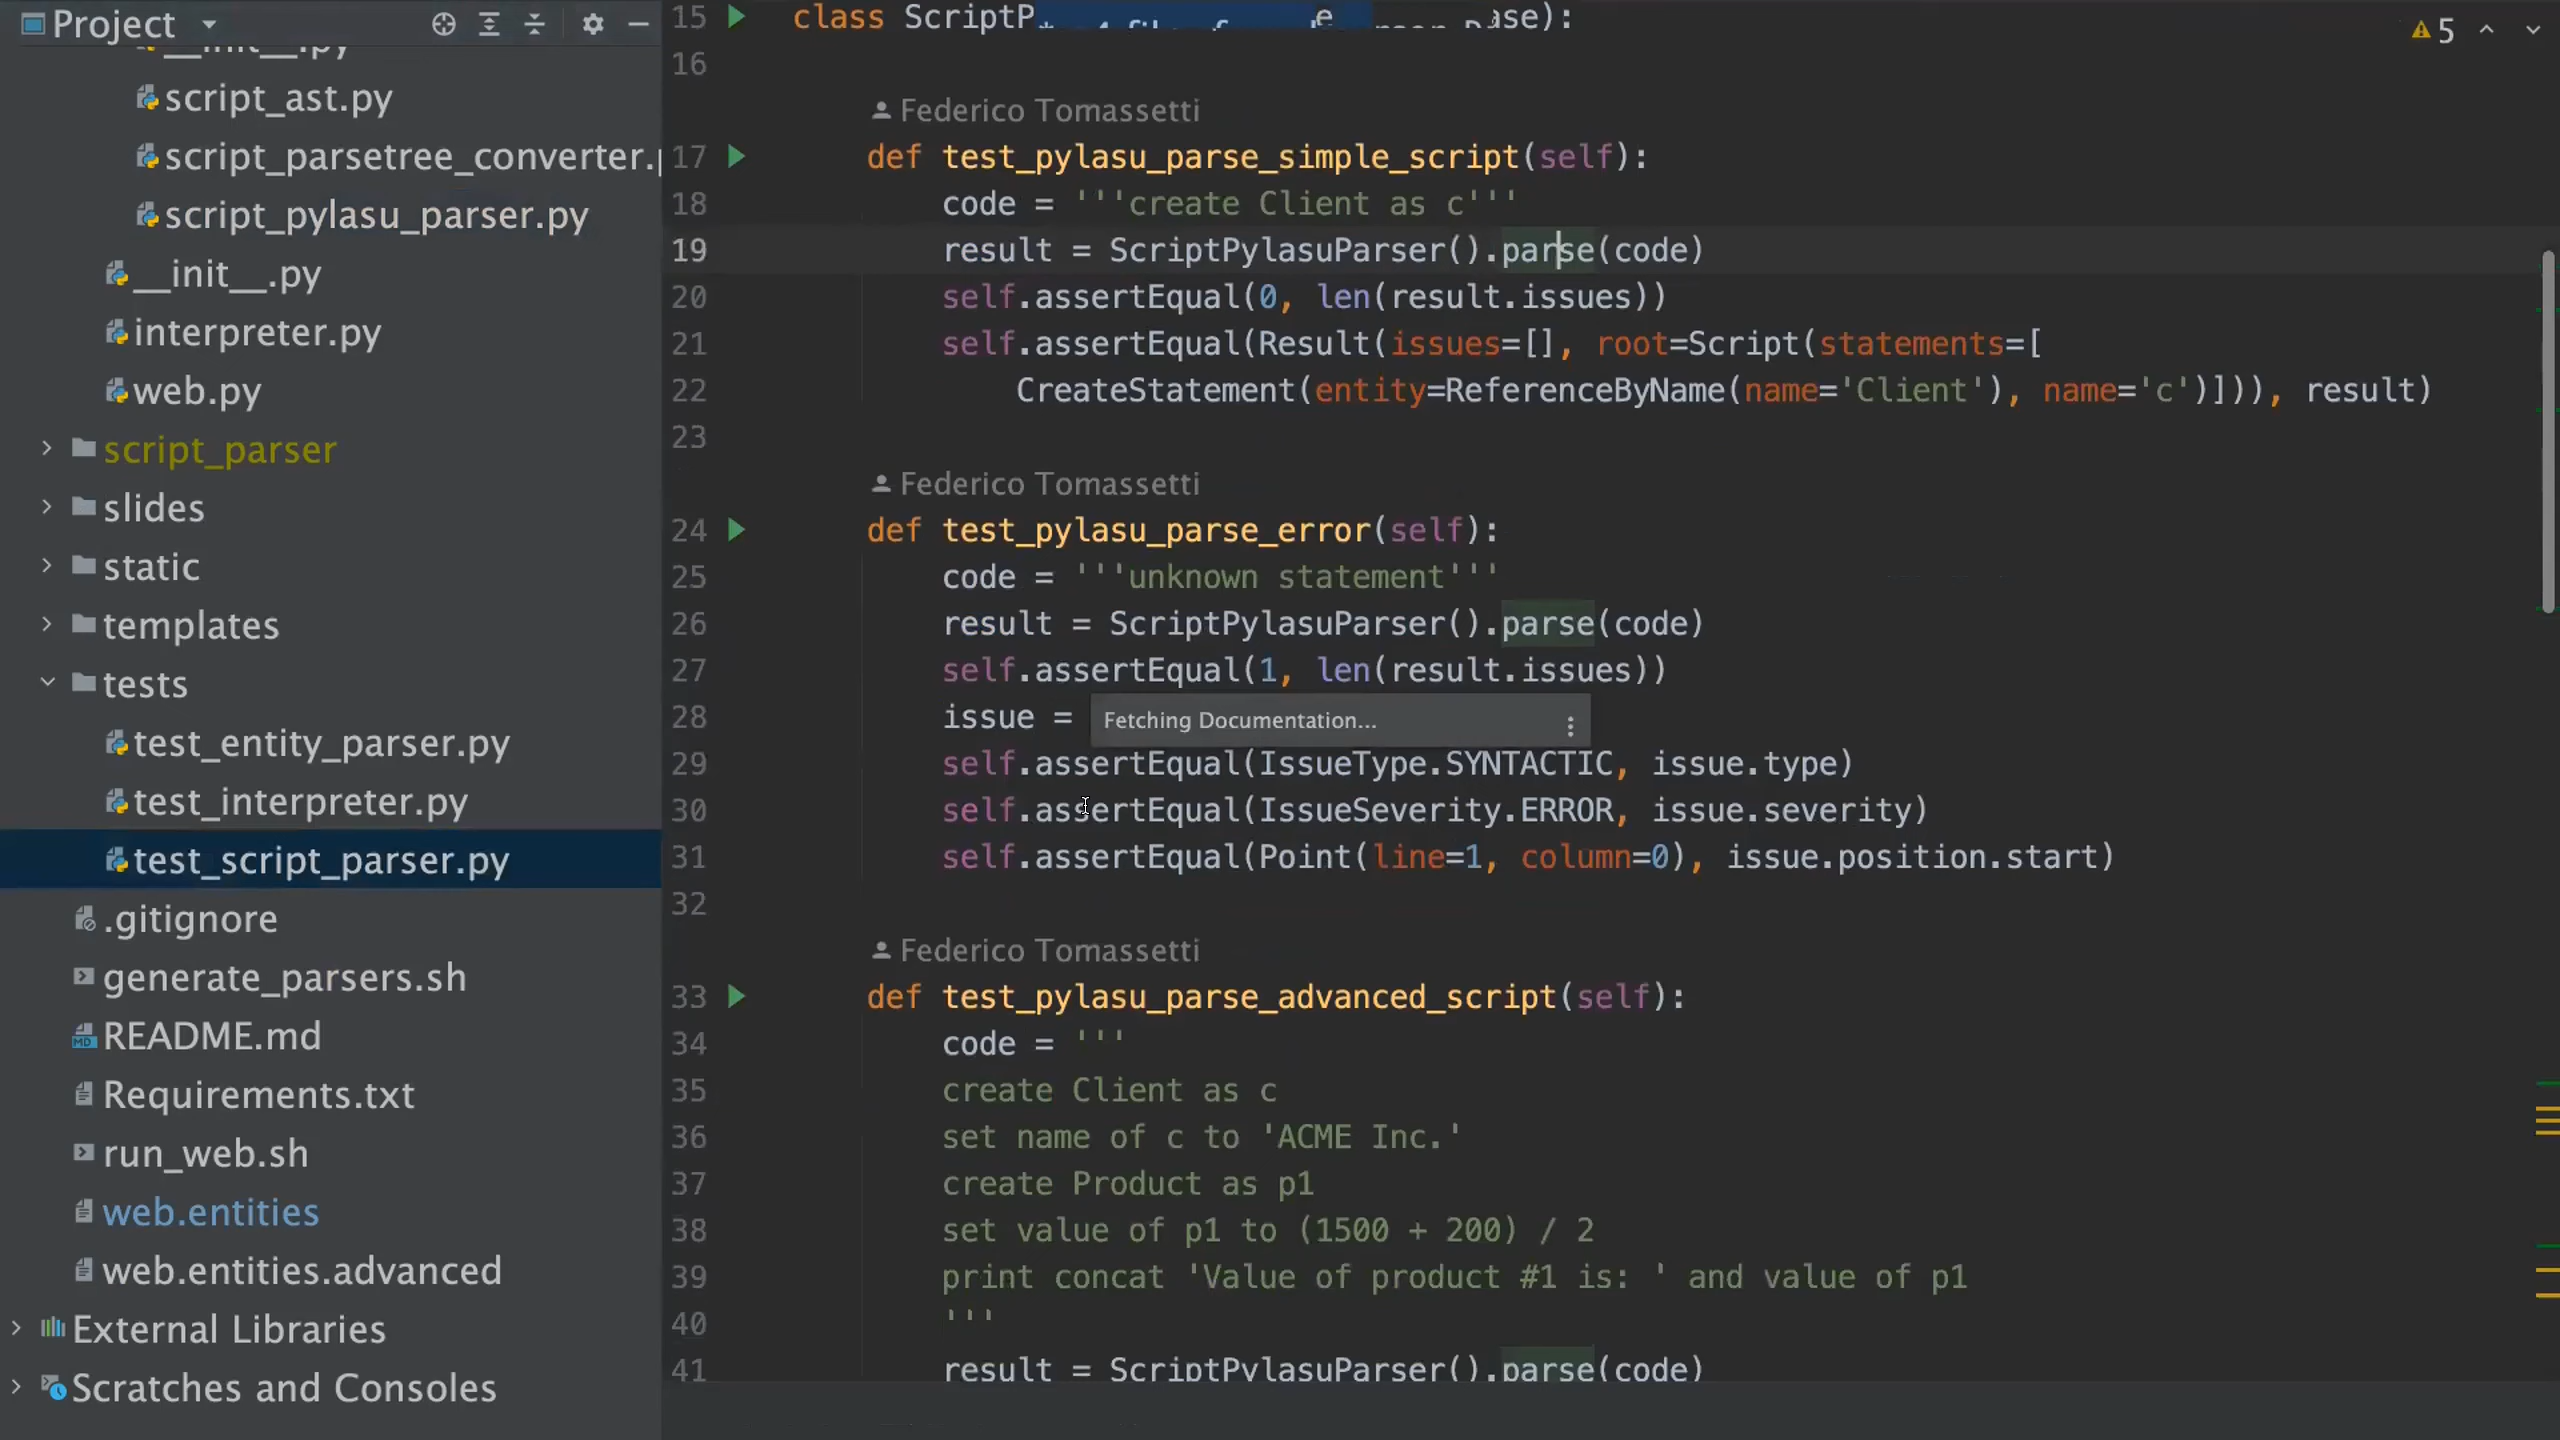 Project
__init__.py
script_ast.py
script_parsetree_converter.p
script_pylasu_parser.py
__init__.py
interpreter.py
web.py
script_parser
slides
static
templates
tests
test_entity_parser.py
test_interpreter.py
test_script_parser.py
.gitignore
generate_parsers.sh
README.md
Requirements.txt
run_web.sh
web.entities
web.entities.advanced
External Libraries
Scratches and Consoles
5
15 class ScriptP
16
Federico Tomassetti
17 def test_pylasu_parse_simple_script(self):
18 code = '''create Client as c'''
19 result = ScriptPylasuParser().parse(code)
20 self.assertEqual(0, len(result.issues))
21 self.assertEqual(Result(issues=[], root=Script(statements=[
22 CreateStatement(entity=ReferenceByName(name='Client'), name='c')])), result)
23
Federico Tomassetti
24 def test_pylasu_parse_error(self):
25 code = '''unknown statement'''
26 result = ScriptPylasuParser().parse(code)
27 self.assertEqual(1, len(result.issues))
28 issue =
Fetching Documentation...
29 self.assertEqual(IssueType.SYNTACTIC, issue.type)
30 self.assertEqual(IssueSeverity.ERROR, issue.severity)
31 self.assertEqual(Point(line=1, column=0), issue.position.start)
32
Federico Tomassetti
33 def test_pylasu_parse_advanced_script(self):
34 code = '''
35 create Client as c
36 set name of c to 'ACME Inc.'
37 create Product as p1
38 set value of p1 to (1500 + 200) / 2
39 print concat 'Value of product #1 is: ' and value of p1
40 '''
41 result = ScriptPylasuParser().parse(code)